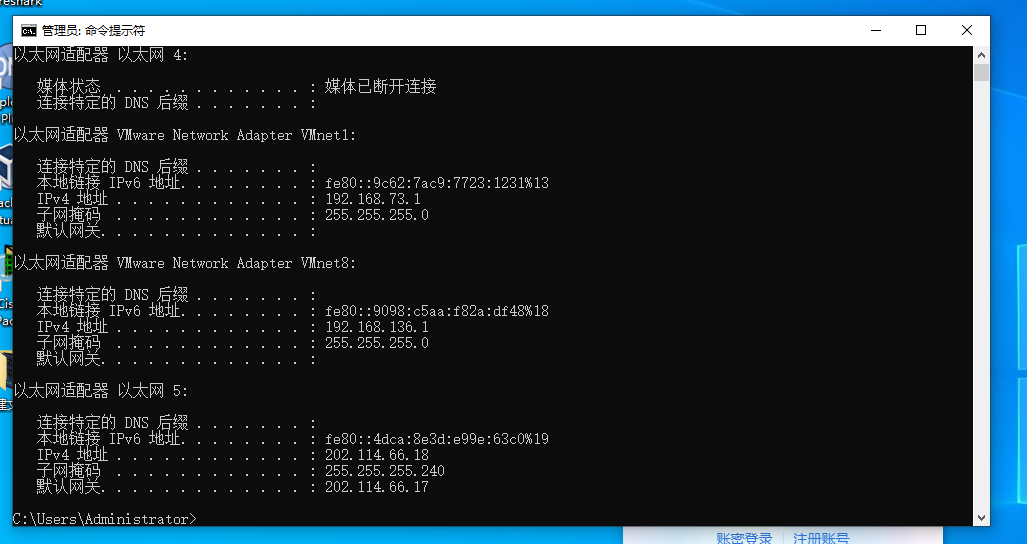 reshark
管理员: 命令提示符
以太网适配器 以太网 4:
媒体状态 . . . . . . . . . . . . : 媒体已断开连接
连接特定的 DNS 后缀 . . . . . . . :
以太网适配器 VMware Network Adapter VMnet1:
连接特定的 DNS 后缀 . . . . . . . :
本地链接 IPv6 地址. . . . . . . . : fe80::9c62:7ac9:7723:1231%13
IPv4 地址 . . . . . . . . . . . . : 192.168.73.1
子网掩码 . . . . . . . . . . . . : 255.255.255.0
默认网关. . . . . . . . . . . . . :
以太网适配器 VMware Network Adapter VMnet8:
连接特定的 DNS 后缀 . . . . . . . :
本地链接 IPv6 地址. . . . . . . . : fe80::9098:c5aa:f82a:df48%18
IPv4 地址 . . . . . . . . . . . . : 192.168.136.1
子网掩码 . . . . . . . . . . . . : 255.255.255.0
默认网关. . . . . . . . . . . . . :
以太网适配器 以太网 5:
连接特定的 DNS 后缀 . . . . . . . :
本地链接 IPv6 地址. . . . . . . . : fe80::4dca:8e3d:e99e:63c0%19
IPv4 地址 . . . . . . . . . . . . : 202.114.66.18
子网掩码 . . . . . . . . . . . . : 255.255.255.240
默认网关. . . . . . . . . . . . . : 202.114.66.17
C:\Users\Administrator>
账密登录 注册账号